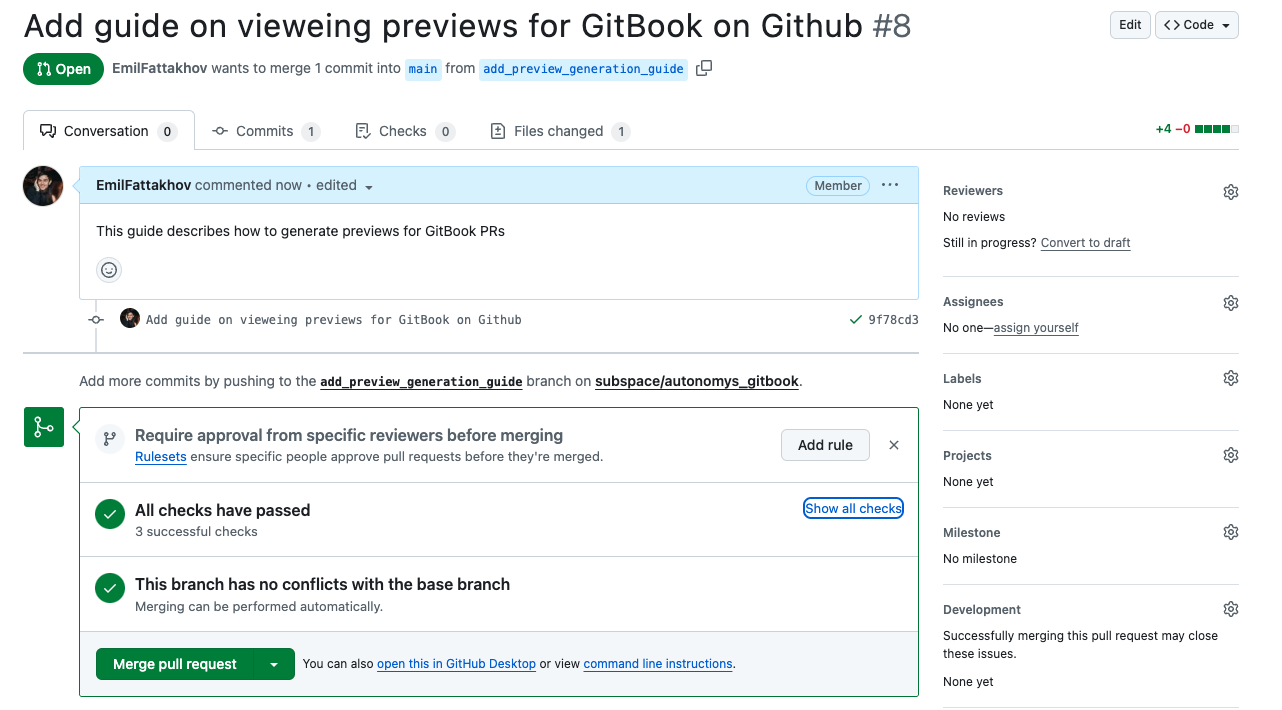 Add guide on vieweing previews for GitBook on Github #8
Edit
Code
Open
EmilFattakhov wants to merge 1 commit into main from add_preview_generation_guide
Conversation 0
Commits 1
Checks 0
Files changed 1
+4 −0
EmilFattakhov commented now • edited
Member
This guide describes how to generate previews for GitBook PRs
Add guide on vieweing previews for GitBook on Github
9f78cd3
Add more commits by pushing to the add_preview_generation_guide branch on subspace/autonomys_gitbook.
Require approval from specific reviewers before merging
Rulesets ensure specific people approve pull requests before they're merged.
Add rule
All checks have passed
3 successful checks
Show all checks
This branch has no conflicts with the base branch
Merging can be performed automatically.
Merge pull request
You can also open this in GitHub Desktop or view command line instructions.
Reviewers
No reviews
Still in progress? Convert to draft
Assignees
No one—assign yourself
Labels
None yet
Projects
None yet
Milestone
No milestone
Development
Successfully merging this pull request may close
these issues.
None yet